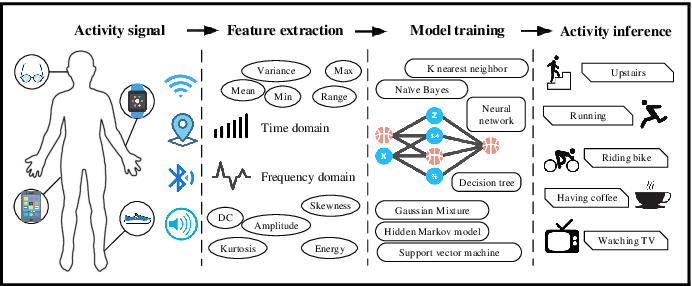 Activity signal
Feature extraction
Model training
Activity inference
Variance
Max
Mean
Min
Range
Time domain
Frequency domain
Skewness
DC
Amplitude
Kurtosis
Energy
K nearest neighbor
Naïve Bayes
Neural
network
Z
X
Decision tree
Gaussian Mixture
Hidden Markov model
Support vector machine
Upstairs
Running
Riding bike
Having coffee
Watching TV